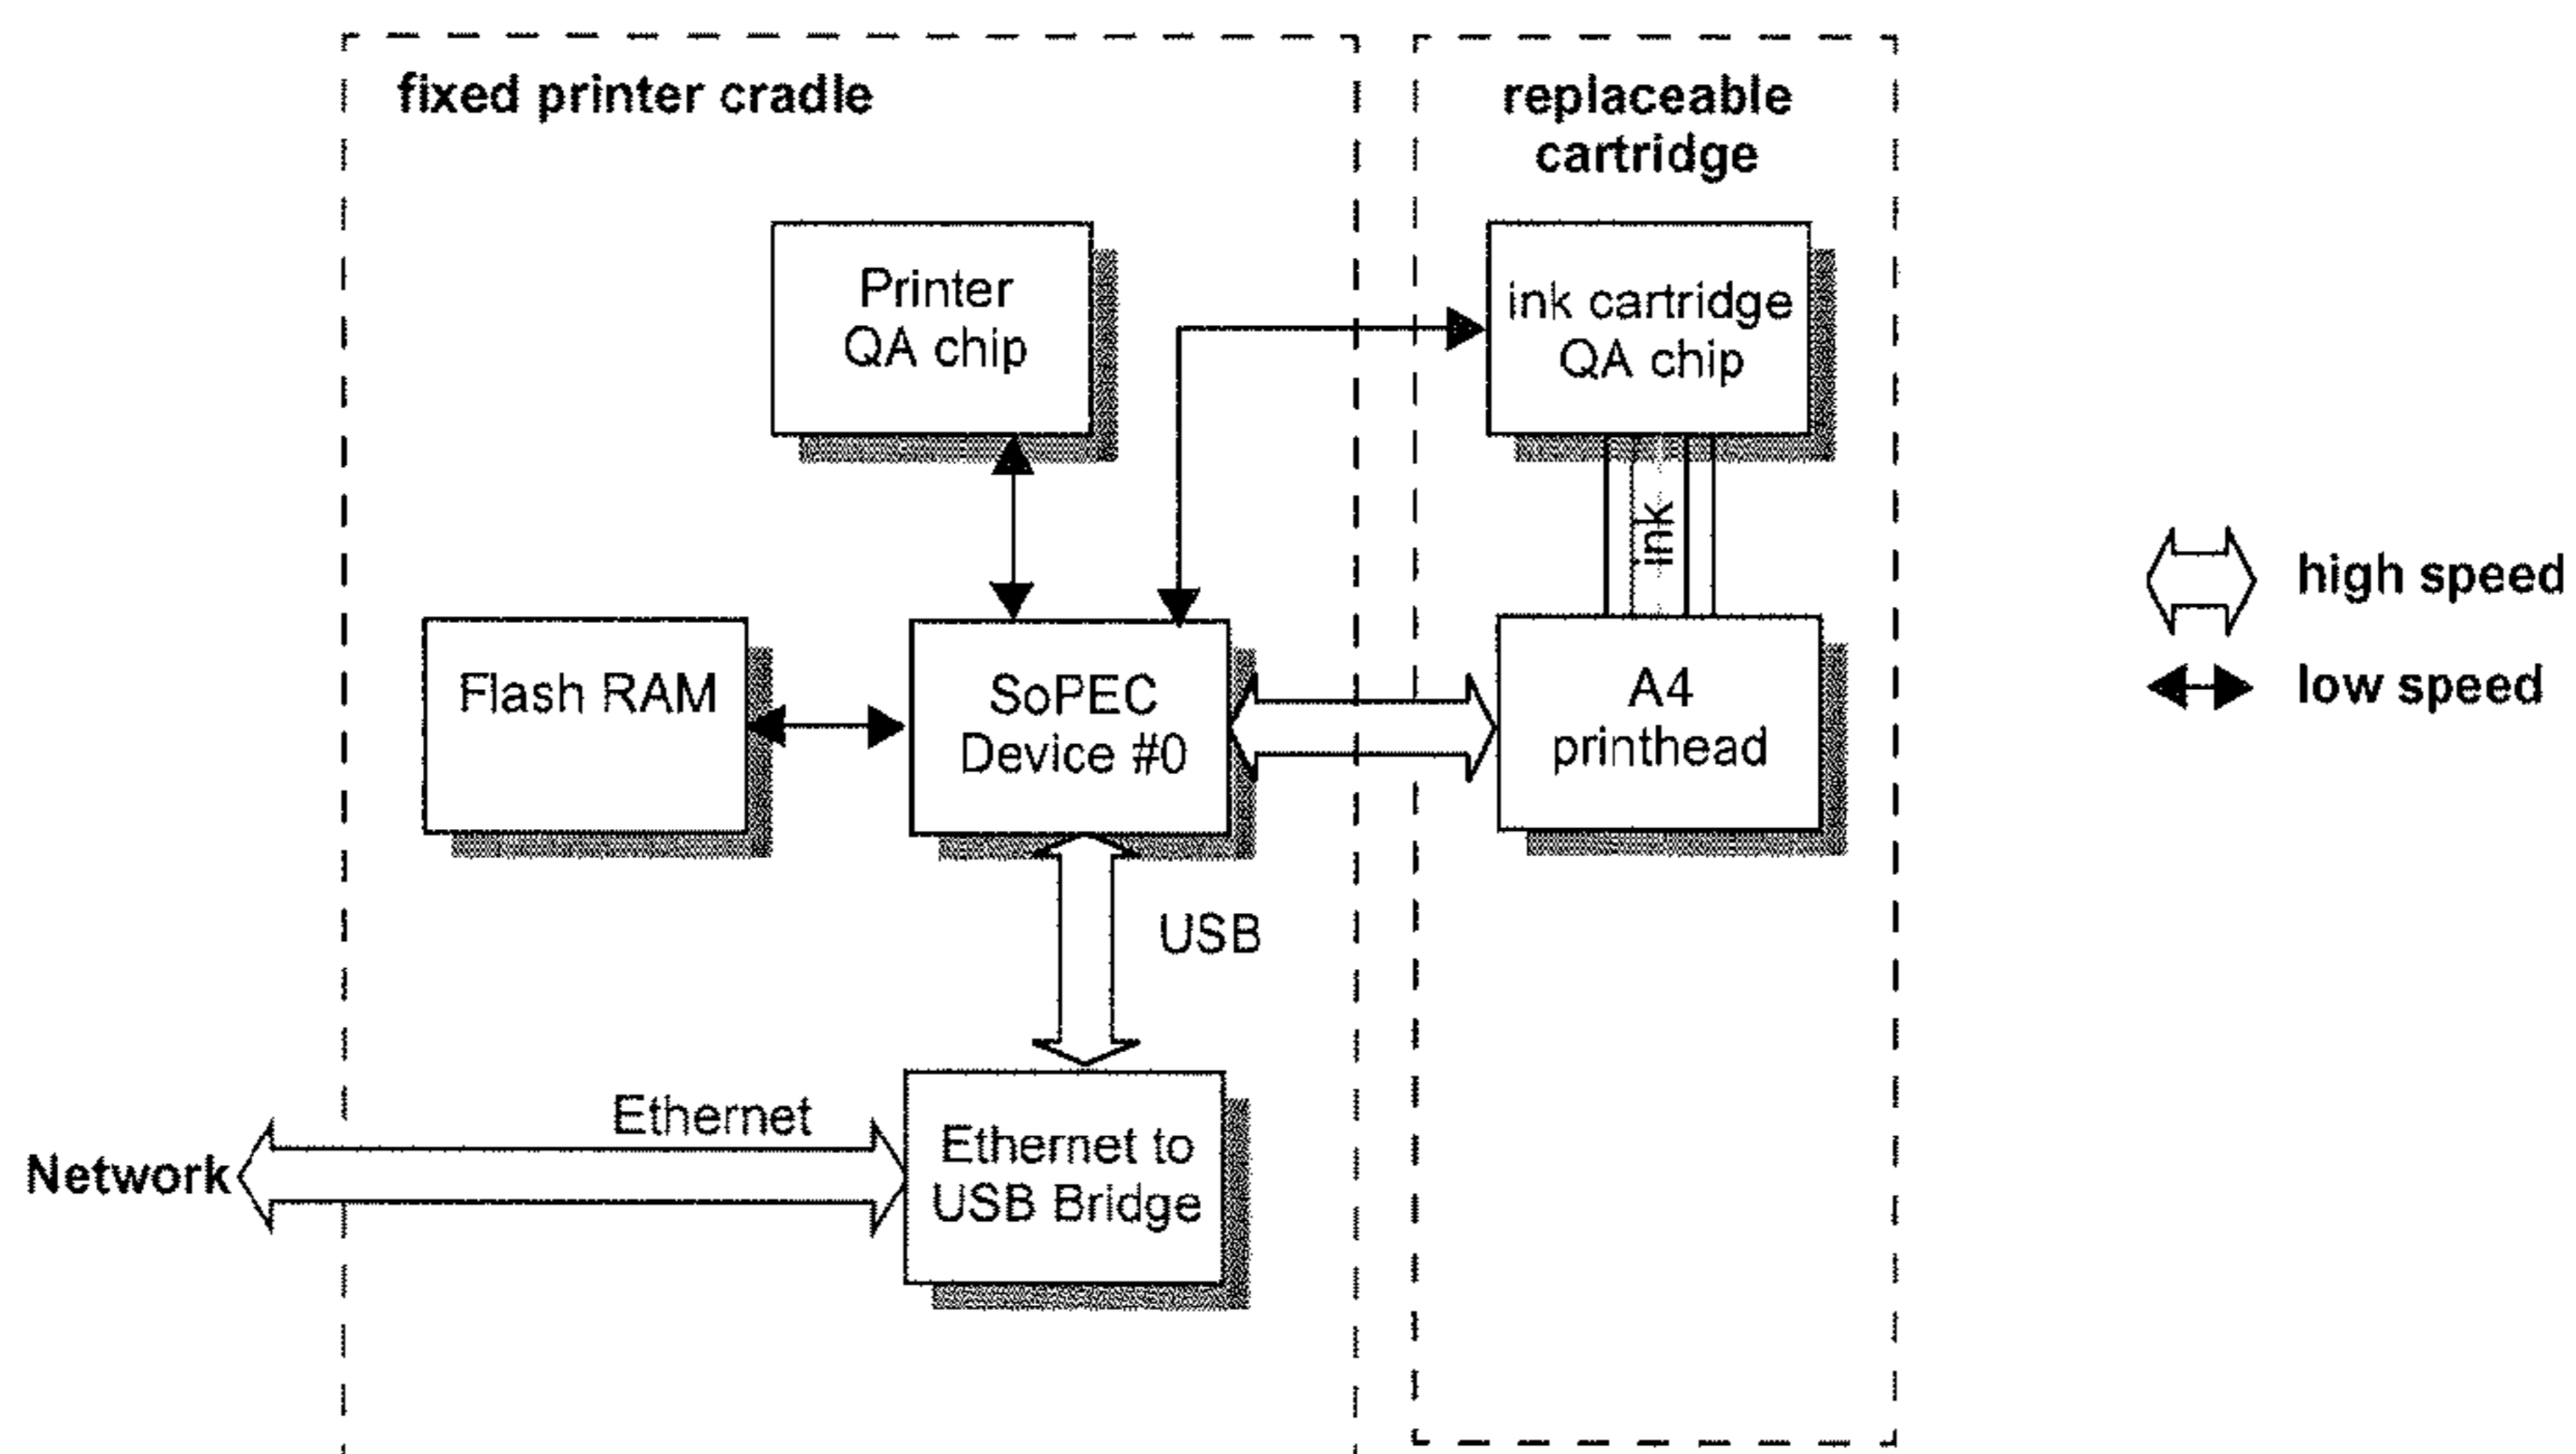 fixed printer cradle
replaceable
cartridge
Printer
QA chip
ink cartridge
QA chip
ink
high speed
low speed
Flash RAM
SoPEC
Device #0
A4
printhead
USB
Ethernet
Network
Ethernet to
USB Bridge